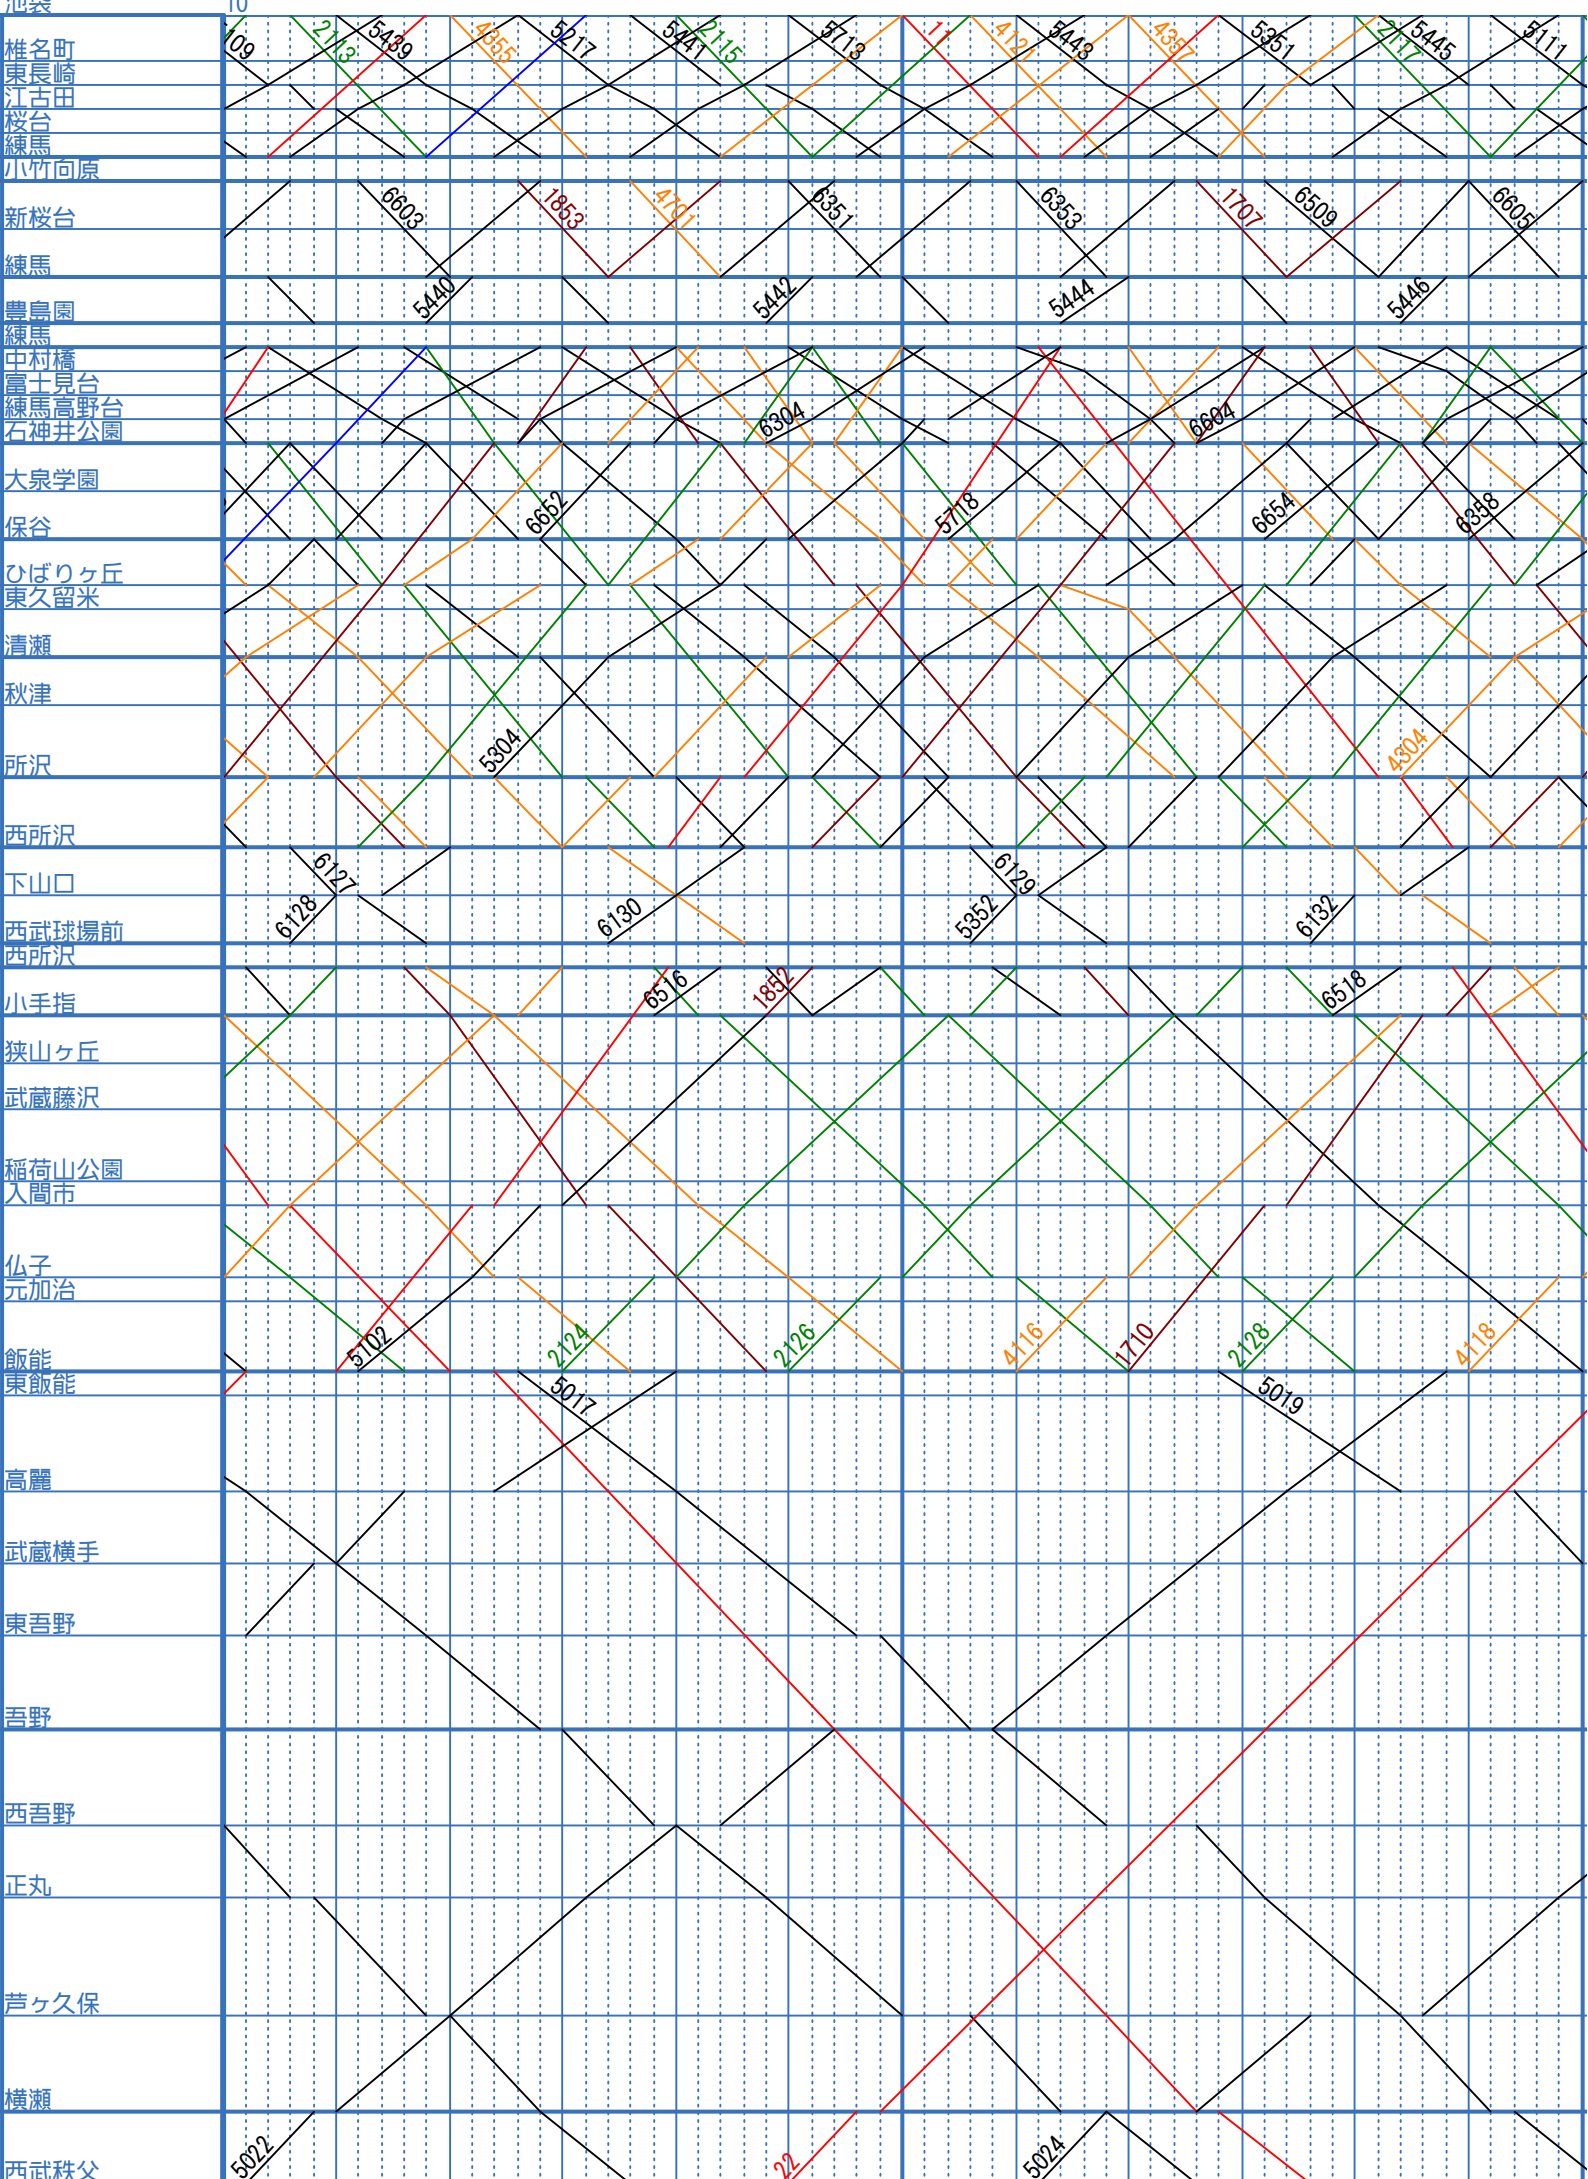 池袋 10
109 2113 5439 4355 5217 5441 2115 5713 11 4121 5443 4357 5351 2117 5445 5111
椎名町
東長崎
江古田
桜台
練馬
小竹向原
6603 1853 4701 6351 6353 1707 6509 6605
新桜台
練馬
5440 5442 5444 5446
豊島園
練馬
中村橋
富士見台
練馬高野台
6304 6604
石神井公園
大泉学園
6652 5718 6654 6358
保谷
ひばりヶ丘
東久留米
清瀬
秋津
5304 4304
所沢
西所沢
6127 6129
下山口
6128 6130 5352 6132
西武球場前
西所沢
6516 1852 6518
小手指
狭山ヶ丘
武蔵藤沢
稲荷山公園
入間市
仏子
元加治
5102 2124 2126 4116 1710 2128 4118
飯能
東飯能
5017 5019
高麗
武蔵横手
東吾野
吾野
西吾野
正丸
芦ヶ久保
横瀬
5022 22 5024
西武秩父